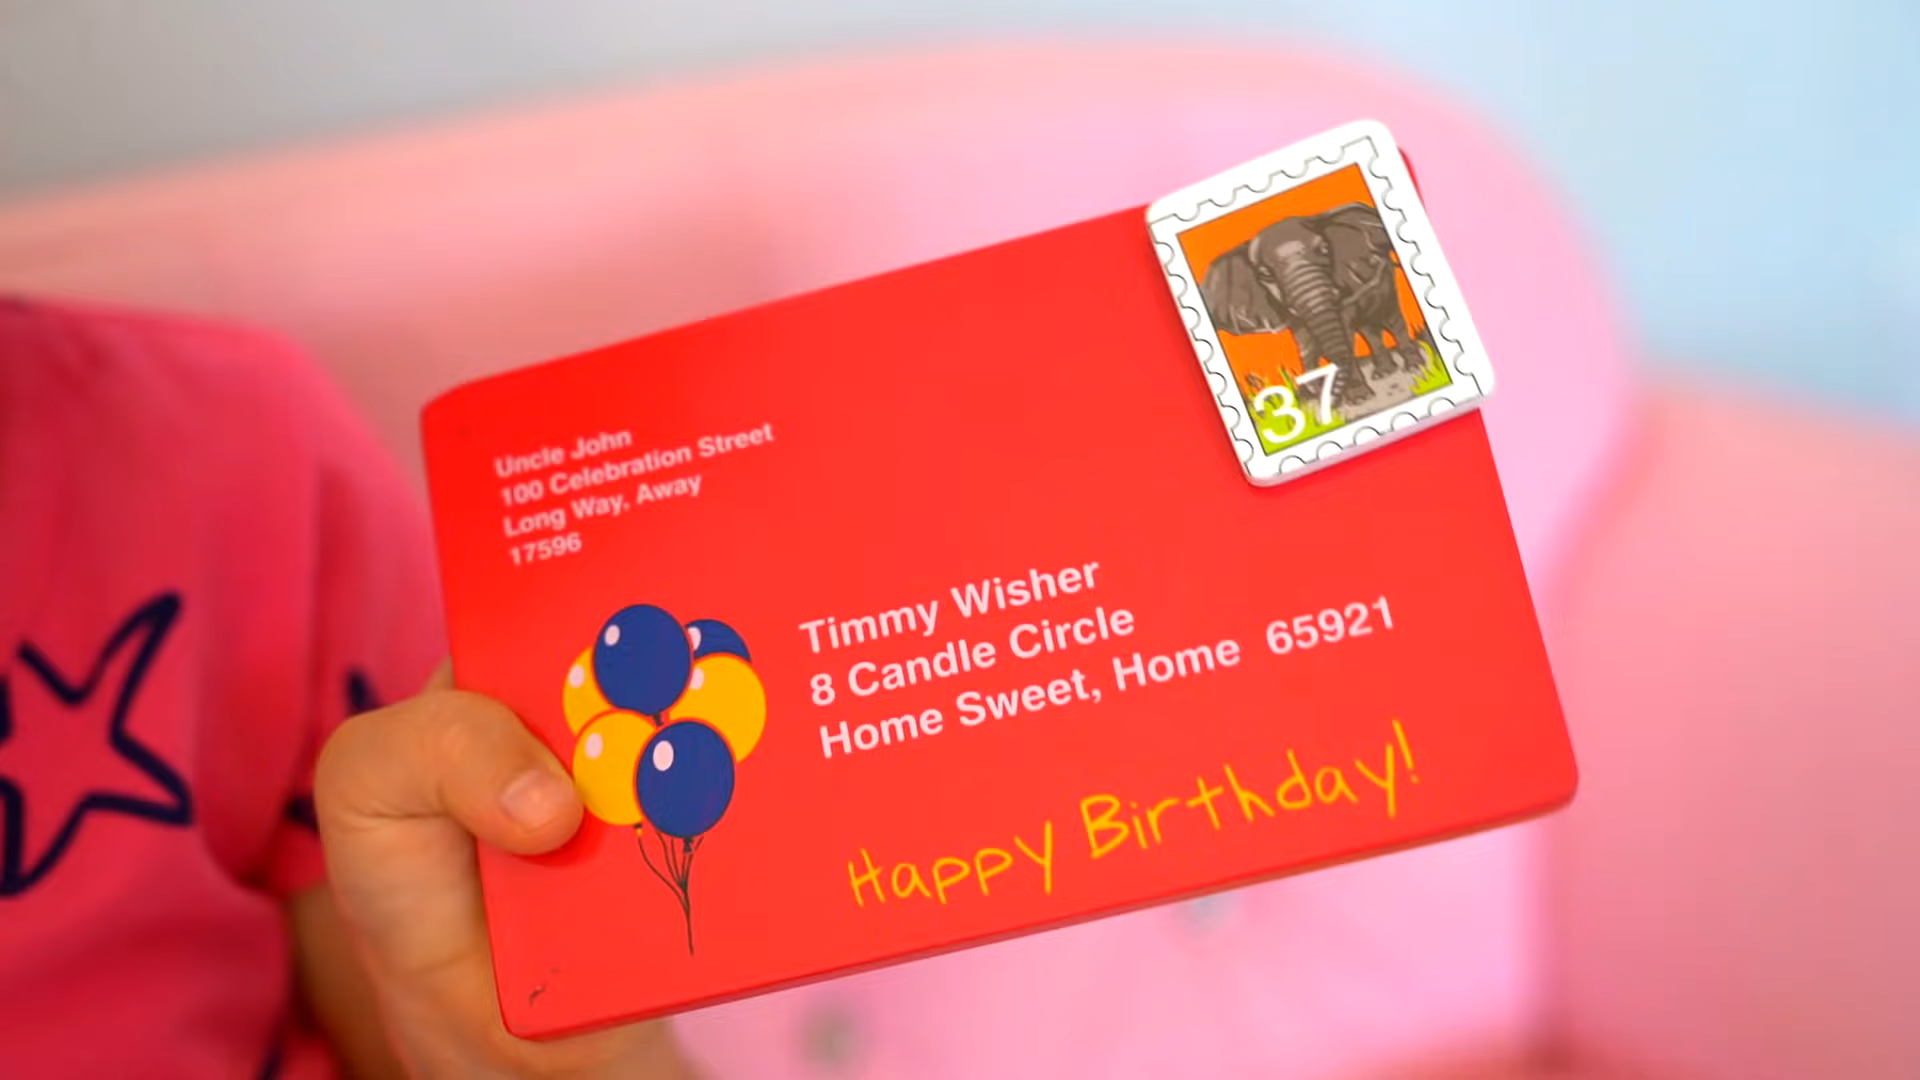 Uncle John
100 Celebration Street
Long Way, Away
17596
37
Timmy Wisher
8 Candle Circle
Home Sweet, Home 65921
Happy Birthday!